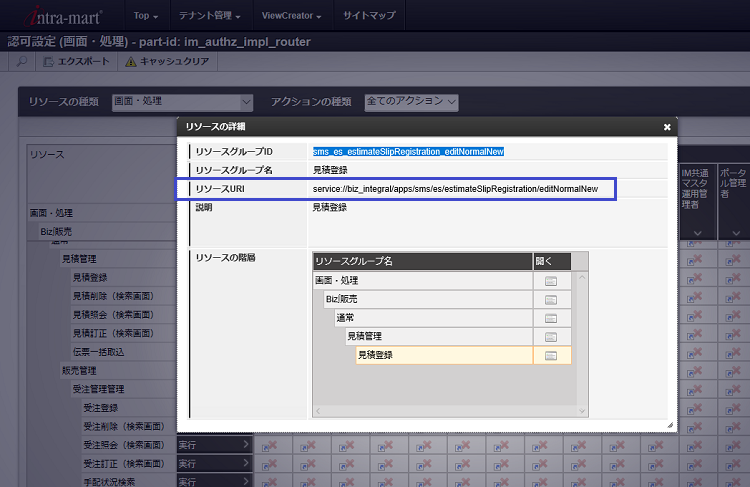 intra-mart
Top テナント管理 ViewCreator サイトマップ
認可設定 (画面・処理) - part-id: im_authz_impl_router
エクスポート キャッシュクリア
リソースの種類 画面・処理 アクションの種類 全てのアクション
リソースの詳細
リソース
リソースグループID sms_es_estimateSlipRegistration_editNormalNew
リソースグループ名 見積登録
リソースURI service://biz_integral/apps/sms/es/estimateSlipRegistration/editNormalNew
説明 見積登録
IM共通マスタ運用管理者
ポータル管理者
画面・処理
Biz∫販売
通常
見積管理
見積登録
見積削除（検索画面）
見積照会（検索画面）
見積訂正（検索画面）
伝票一括取込
販売管理
受注管理管理
受注登録
受注削除（検索画面）
受注照会（検索画面） 実行
受注訂正（検索画面） 実行
手配状況検索 実行
リソースの階層
リソースグループ名 開く
画面・処理
Biz∫販売
通常
見積管理
見積登録